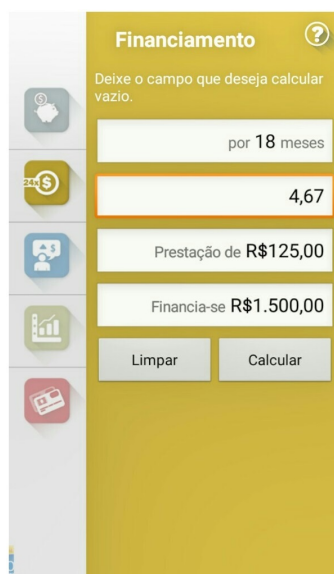 Financiamento
?
Deixe o campo que deseja calcular
vazio.
$
por 18 meses
24x $
4,67
$
Prestação de R$125,00
Financia-se R$1.500,00
Limpar
Calcular